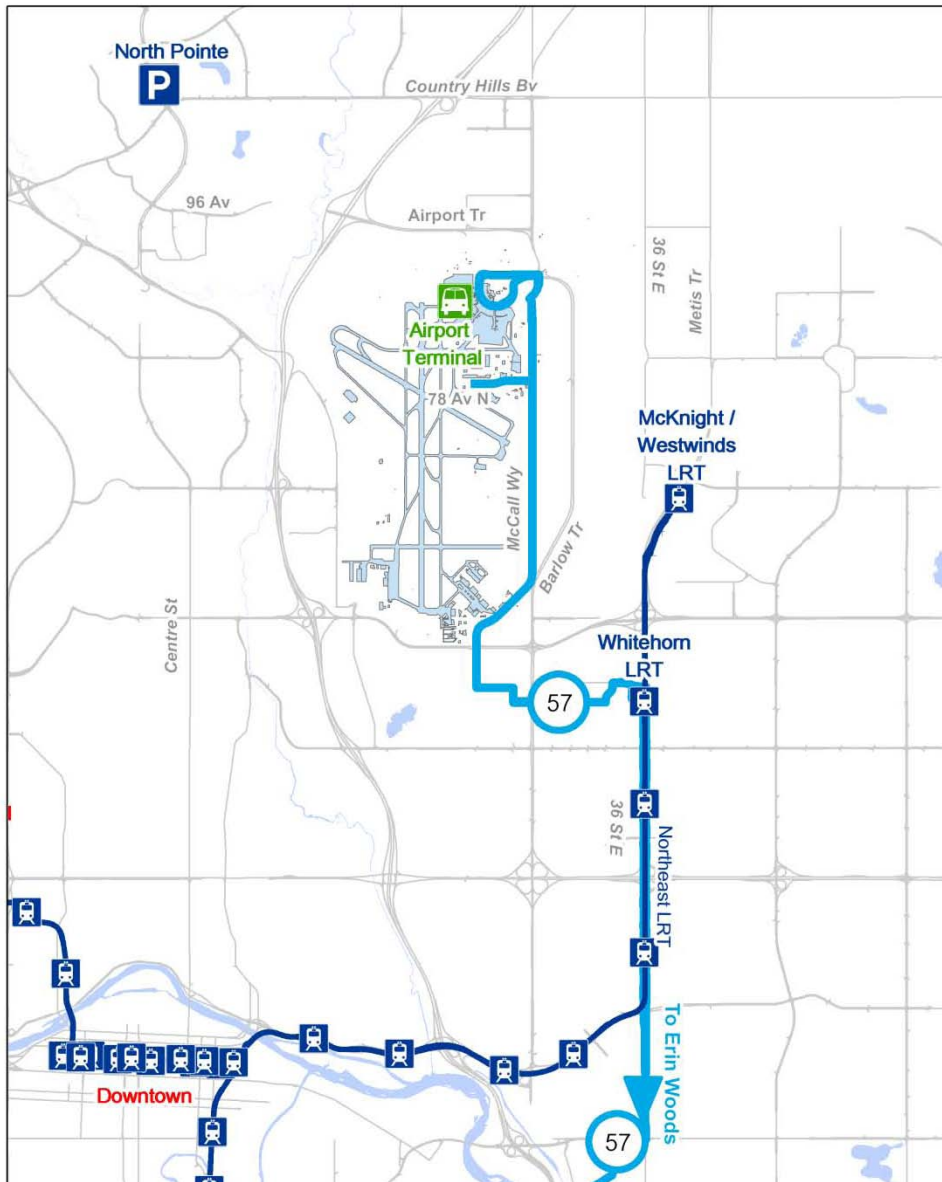 North Pointe
P
Country Hills Bv
96 Av
Airport Tr
36 St E
Metis Tr
Airport
Terminal
78 Av N
McKnight /
Westwinds
LRT
McCall Wy
Barlow Tr
Centre St
Whitehorn
LRT
57
36 St E
Northeast LRT
To Erin Woods
Downtown
57